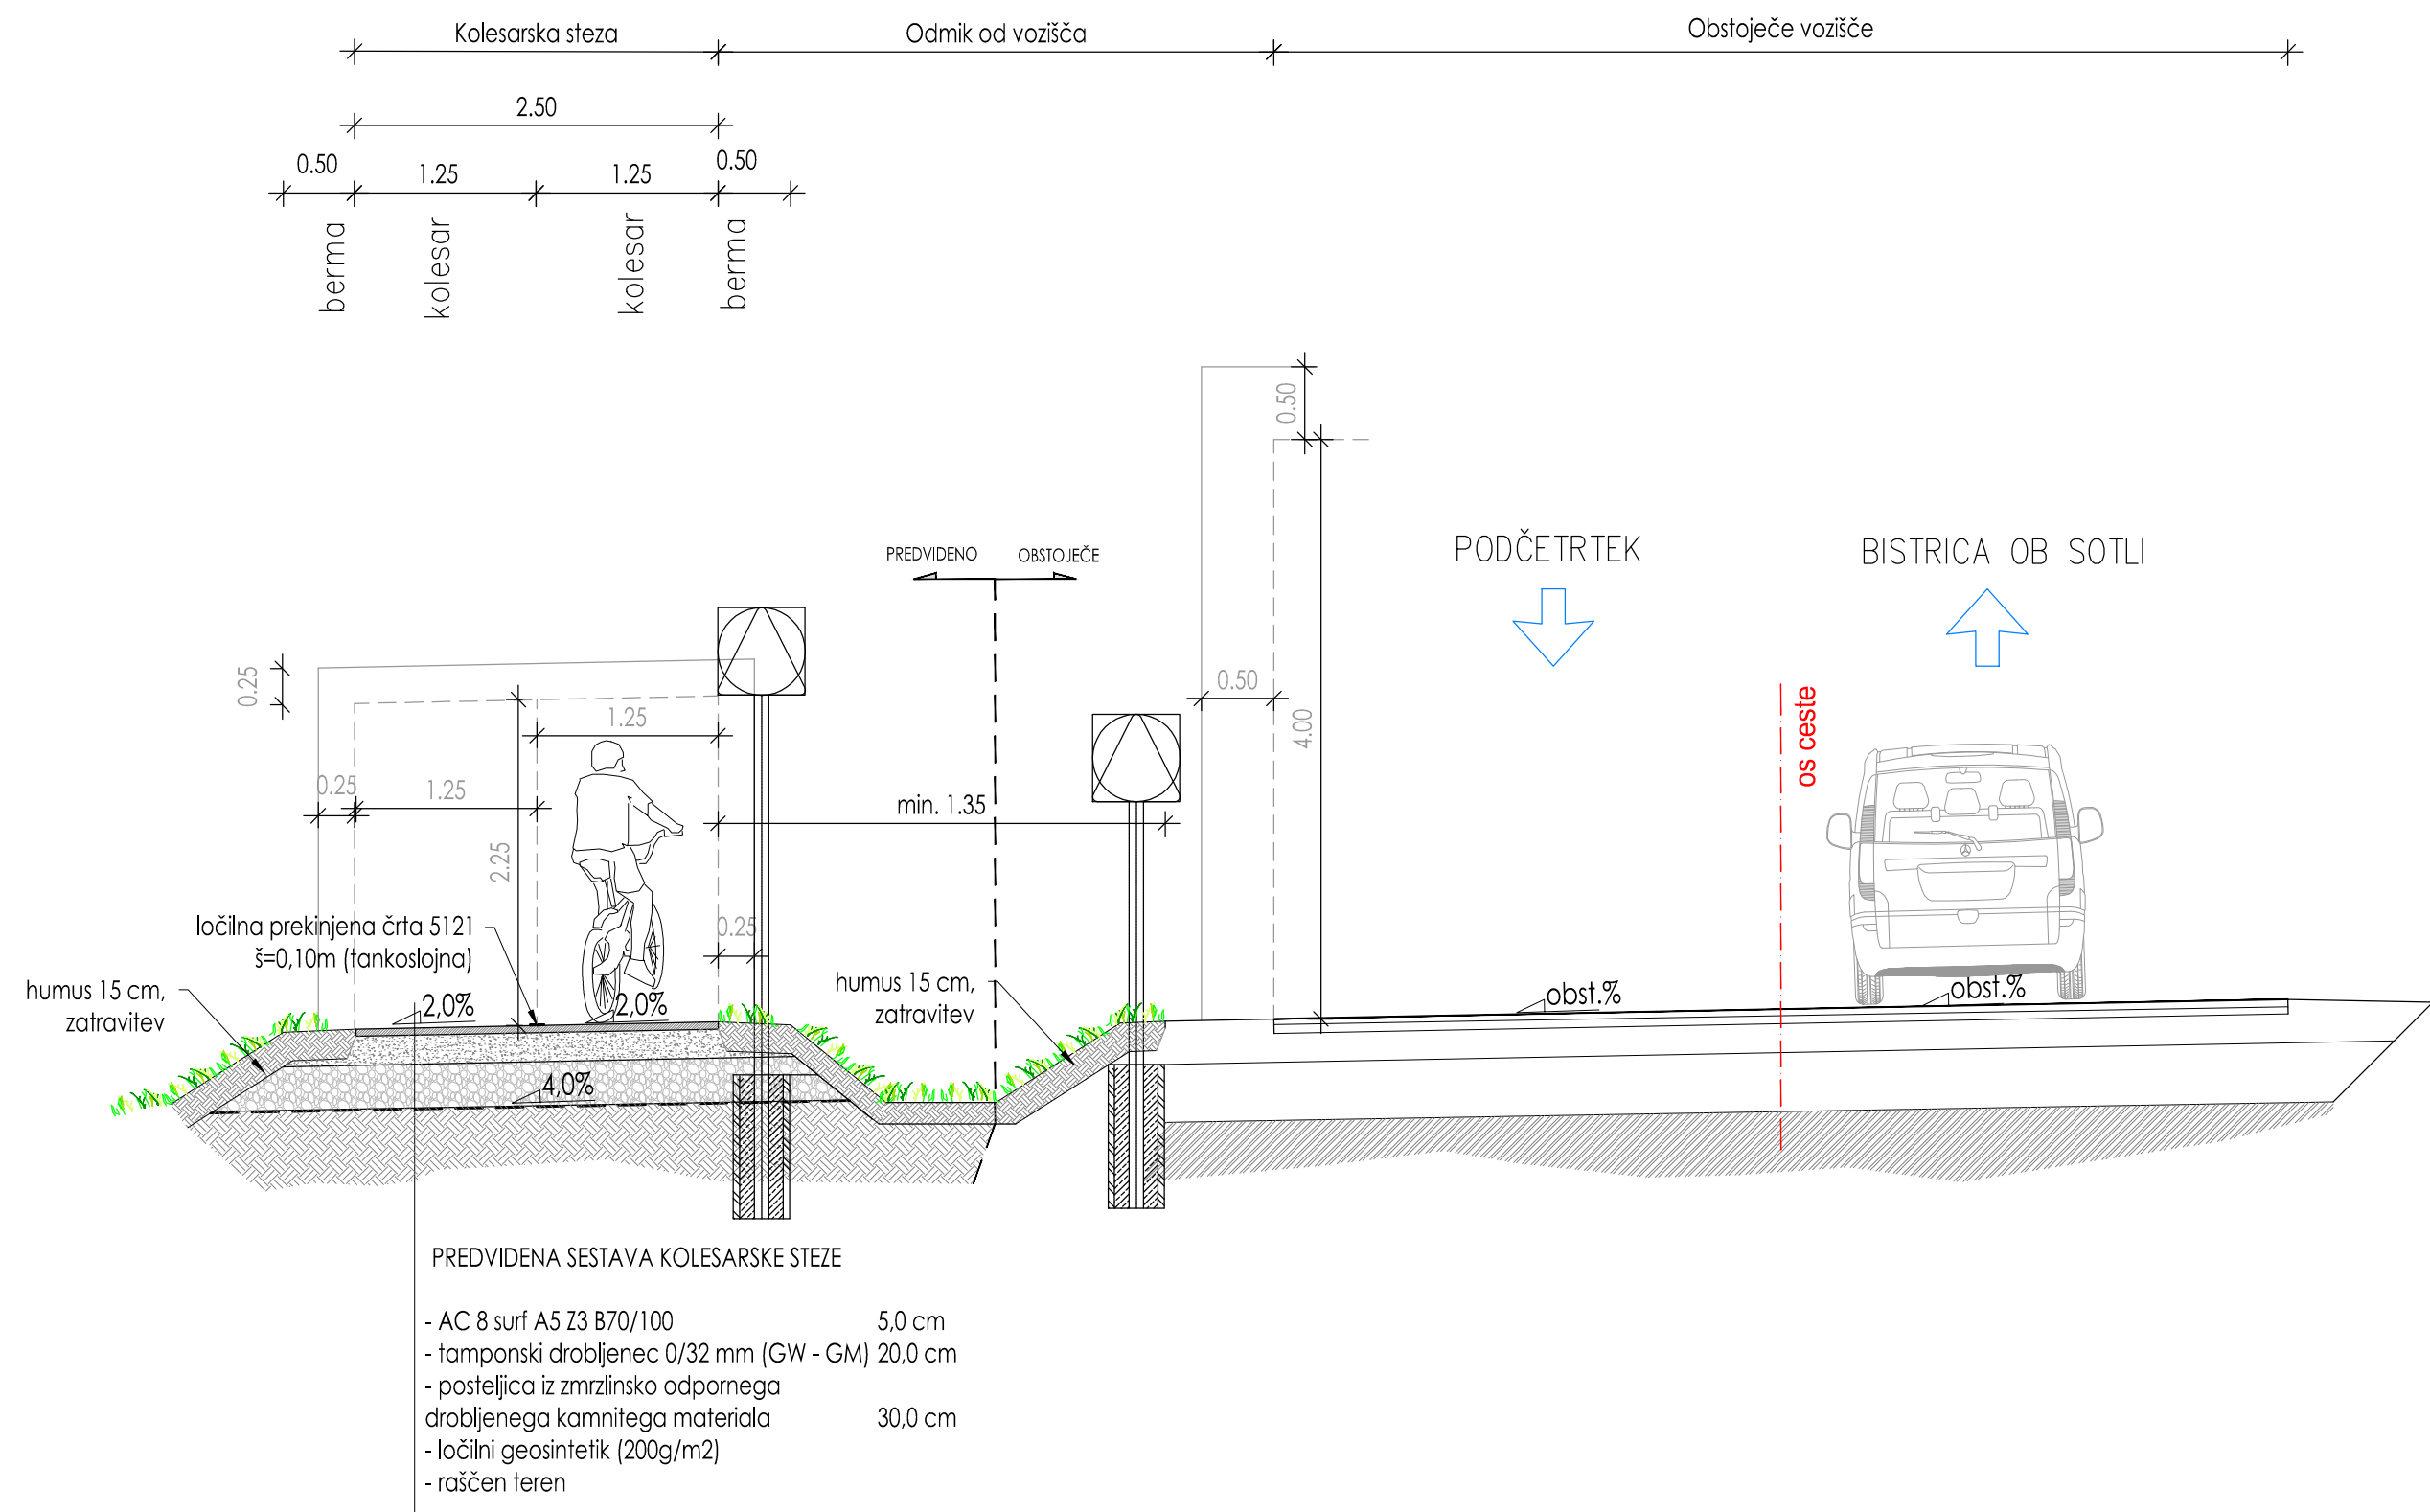 Kolesarska steza
Odmik od vozišča
Obstoječe vozišče
2.50
0.50
1.25
1.25
0.50
berma
kolesar
kolesar
berma
0.50
PREDVIDENO
OBSTOJEČE
PODČETRTEK
BISTRICA OB SOTLI
0.25
1.25
0.50
4.00
os ceste
0.25
1.25
min. 1.35
2.25
0.25
ločilna prekinjena črta 5121
š=0,10m (tankoslojna)
humus 15 cm,
zatravitev
humus 15 cm,
zatravitev
2,0%
2,0%
obst.%
obst.%
4,0%
PREDVIDENA SESTAVA KOLESARSKE STEZE
- AC 8 surf A5 Z3 B70/100 5,0 cm
- tamponski drobljenec 0/32 mm (GW - GM) 20,0 cm
- posteljica iz zmrzlinsko odpornega
drobljenega kamnitega materiala 30,0 cm
- ločilni geosintetik (200g/m2)
- raščen teren